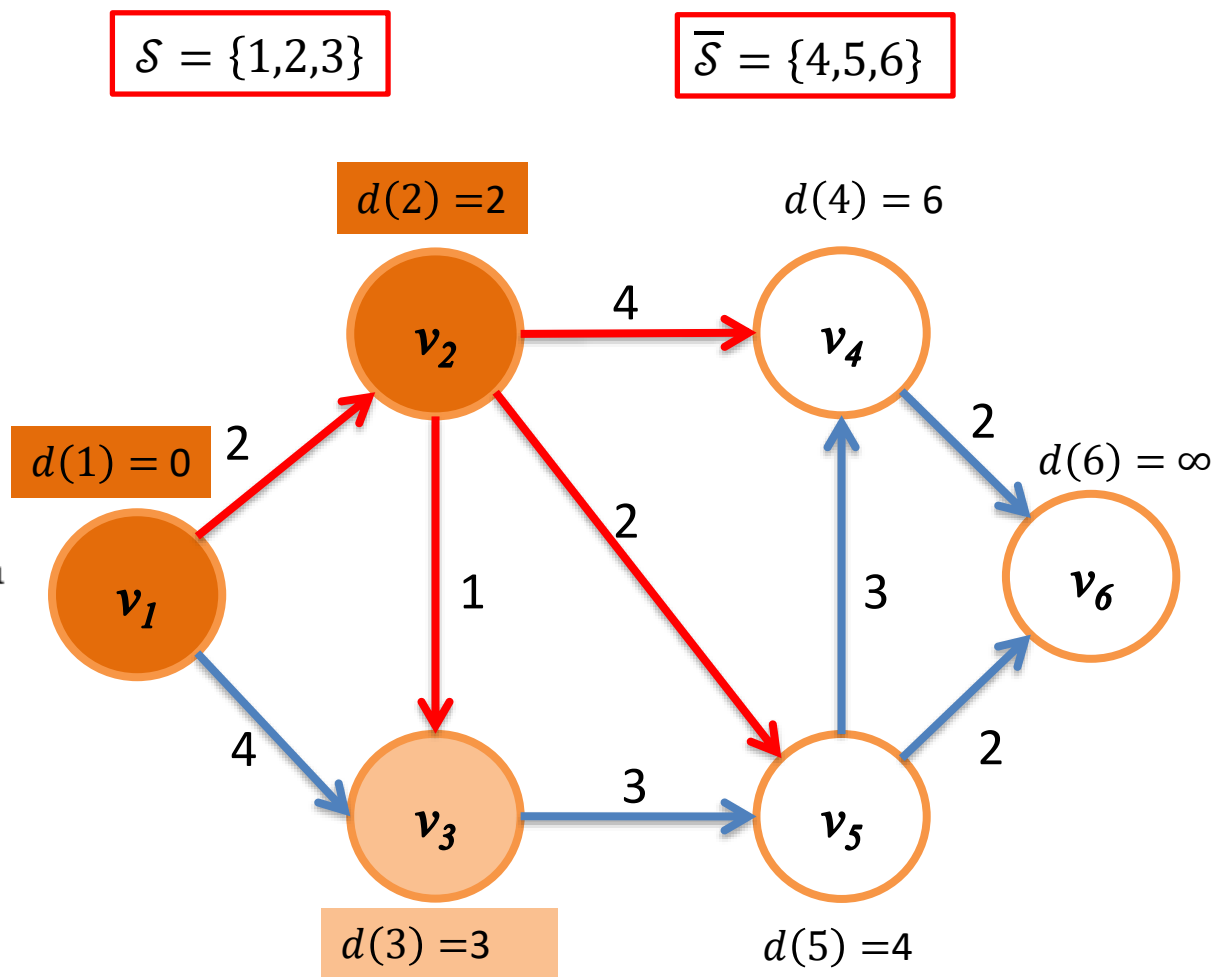 𝒮 = {1,2,3}
𝒮̅ = {4,5,6}
d(2) =2
d(4) = 6
4
v2
v4
2
2
d(1) = 0
d(6) = ∞
2
1
3
v1
v6
4
2
3
v3
v5
d(3) =3
d(5) =4